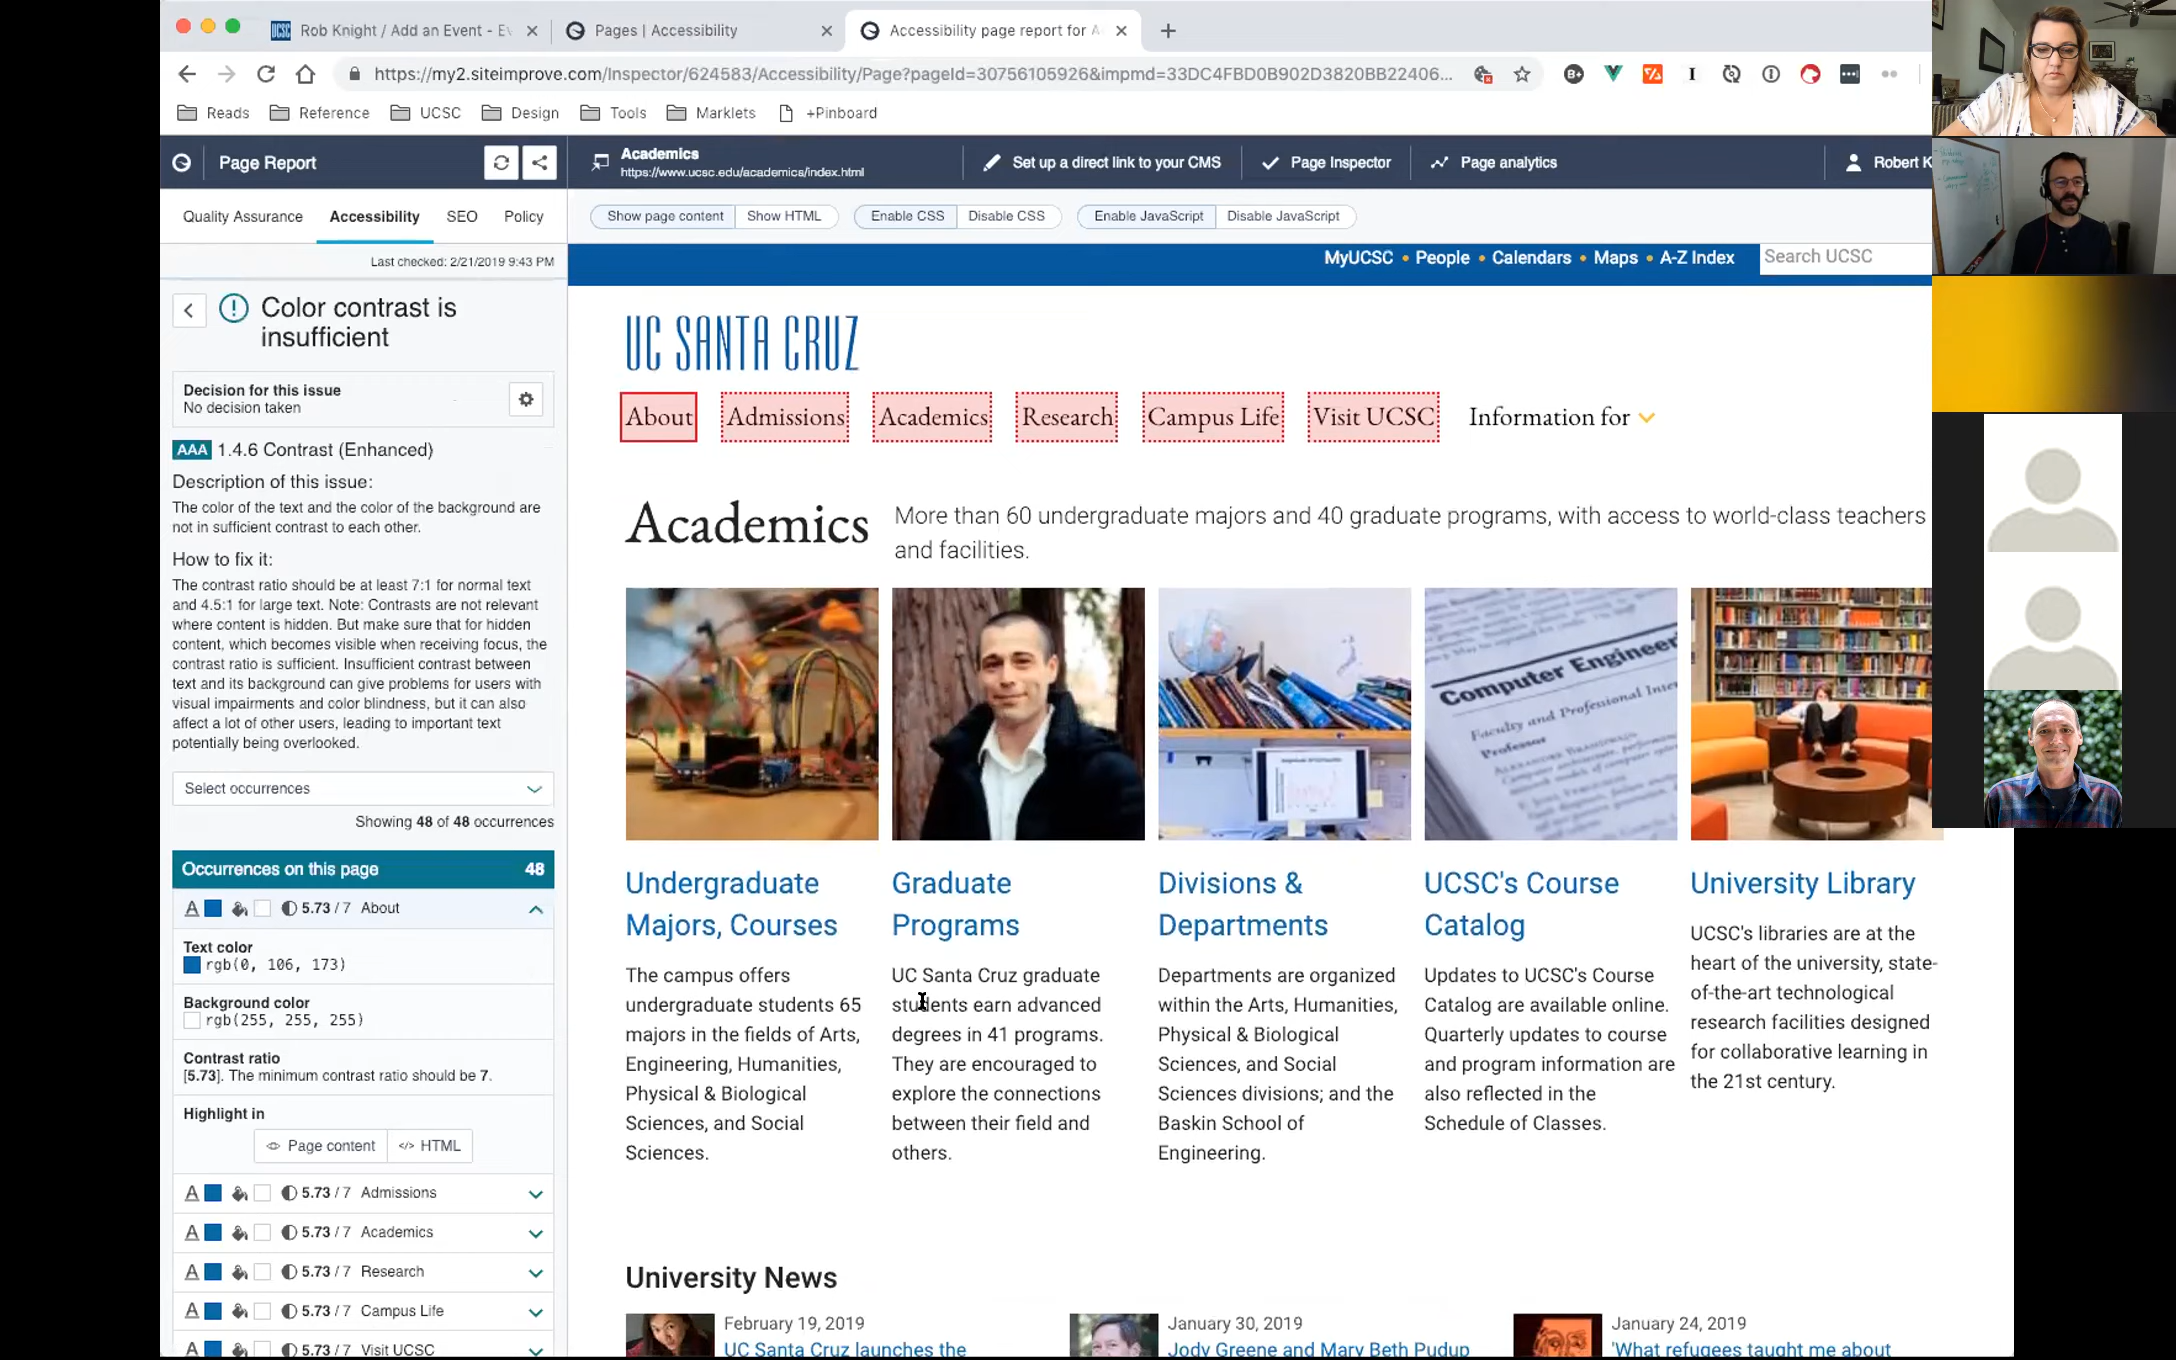 Rob Knight / Add an Event - Ev
Pages | Accessibility
Accessibility page report for A
https://my2.siteimprove.com/Inspector/624583/Accessibility/Page?pageId=30756105926&impmd=33DC4FBD0B902D3820BB22406...
Reads
Reference
UCSC
Design
Tools
Marklets
+Pinboard
Page Report
Academics
https://www.ucsc.edu/academics/index.html
Set up a direct link to your CMS
Page Inspector
Page analytics
Robert K
Quality Assurance
Accessibility
SEO
Policy
Show page content
Show HTML
Enable CSS
Disable CSS
Enable JavaScript
Disable JavaScript
Last checked: 2/21/2019 9:43 PM
Color contrast is
insufficient
Decision for this issue
No decision taken
AAA 1.4.6 Contrast (Enhanced)
Description of this issue:
The color of the text and the color of the background are
not in sufficient contrast to each other.
How to fix it:
The contrast ratio should be at least 7:1 for normal text
and 4.5:1 for large text. Note: Contrasts are not relevant
where content is hidden. But make sure that for hidden
content, which becomes visible when receiving focus, the
contrast ratio is sufficient. Insufficient contrast between
text and its background can give problems for users with
visual impairments and color blindness, but it can also
affect a lot of other users, leading to important text
potentially being overlooked.
Select occurrences
Showing 48 of 48 occurrences
Occurrences on this page 48
A 5.73 / 7 About
Text color
rgb(0, 106, 173)
Background color
rgb(255, 255, 255)
Contrast ratio
[5.73]. The minimum contrast ratio should be 7.
Highlight in
Page content
HTML
A 5.73 / 7 Admissions
A 5.73 / 7 Academics
A 5.73 / 7 Research
A 5.73 / 7 Campus Life
A 5.73 / 7 Visit UCSC
MyUCSC • People • Calendars • Maps • A-Z Index
Search UCSC
UC SANTA CRUZ
About
Admissions
Academics
Research
Campus Life
Visit UCSC
Information for
Academics
More than 60 undergraduate majors and 40 graduate programs, with access to world-class teachers
and facilities.
Computer Engineer
Faculty and Professional
Professor
Undergraduate
Majors, Courses
The campus offers
undergraduate students 65
majors in the fields of Arts,
Engineering, Humanities,
Physical & Biological
Sciences, and Social
Sciences.
Graduate
Programs
UC Santa Cruz graduate
students earn advanced
degrees in 41 programs.
They are encouraged to
explore the connections
between their field and
others.
Divisions &
Departments
Departments are organized
within the Arts, Humanities,
Physical & Biological
Sciences, and Social
Sciences divisions; and the
Baskin School of
Engineering.
UCSC's Course
Catalog
Updates to UCSC's Course
Catalog are available online.
Quarterly updates to course
and program information are
also reflected in the
Schedule of Classes.
University Library
UCSC's libraries are at the
heart of the university, state-
of-the-art technological
research facilities designed
for collaborative learning in
the 21st century.
University News
February 19, 2019
UC Santa Cruz launches the
January 30, 2019
Jody Greene and Mary Beth Pudup
January 24, 2019
'What refugees taught me about